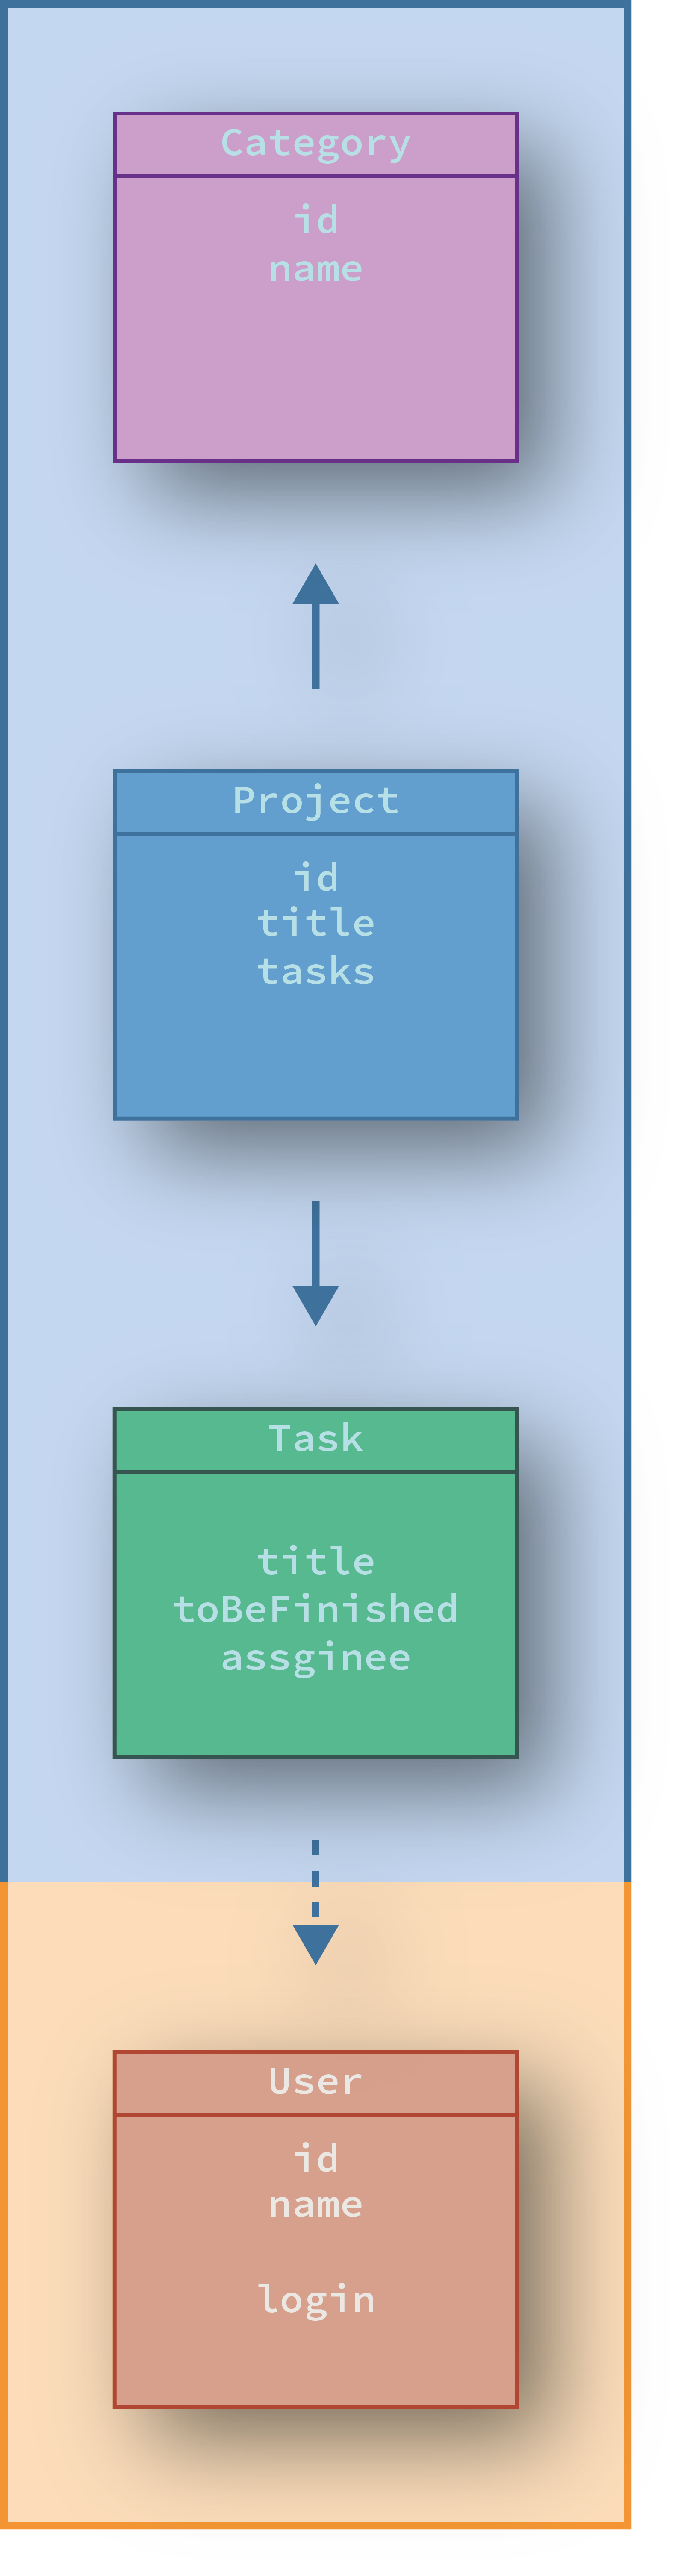 Category
id
name
Project
id
title
tasks
Task
title
toBeFinished
assginee
User
id
name
login